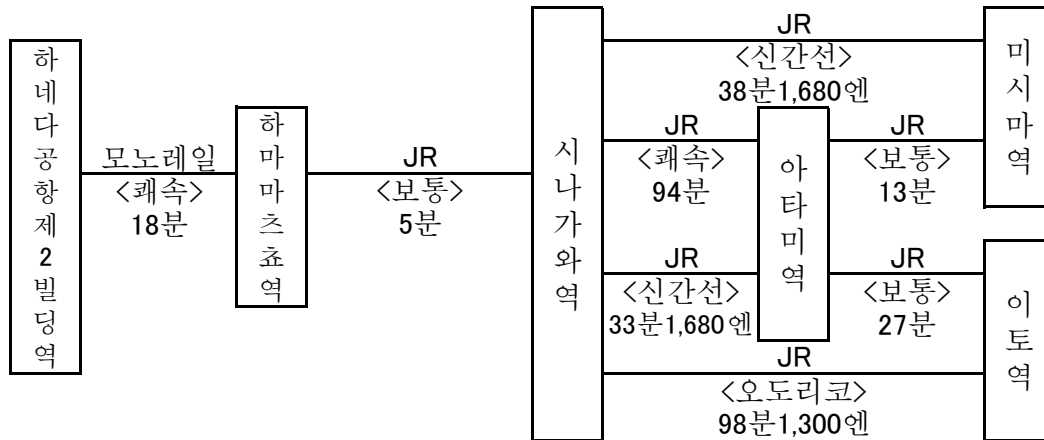 하네다공항제2빌딩역
모노레일
<쾌속>
18분
하마마츠쵸역
JR
<보통>
5분
시나가와역
JR
<신간선>
38분1,680엔
JR
<쾌속>
94분
JR
<신간선>
33분1,680엔
아타미역
JR
<보통>
13분
JR
<보통>
27분
JR
<오도리코>
98분1,300엔
미시마역
이토역